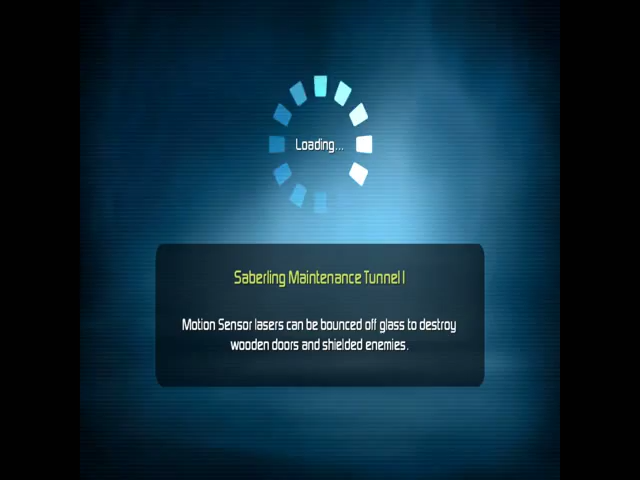 Loading...
Saberling Maintenance Tunnel 1
Motion Sensor lasers can be bounced off glass to destroy
wooden doors and shielded enemies.